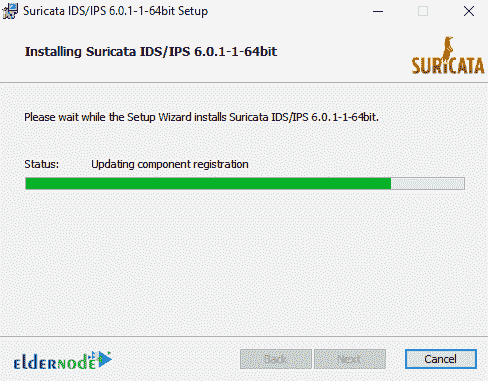 Suricata IDS/IPS 6.0.1-1-64bit Setup
Installing Suricata IDS/IPS 6.0.1-1-64bit
SURICATA
Please wait while the Setup Wizard installs Suricata IDS/IPS 6.0.1-1-64bit.
Status: Updating component registration
eldernode
Back Next Cancel